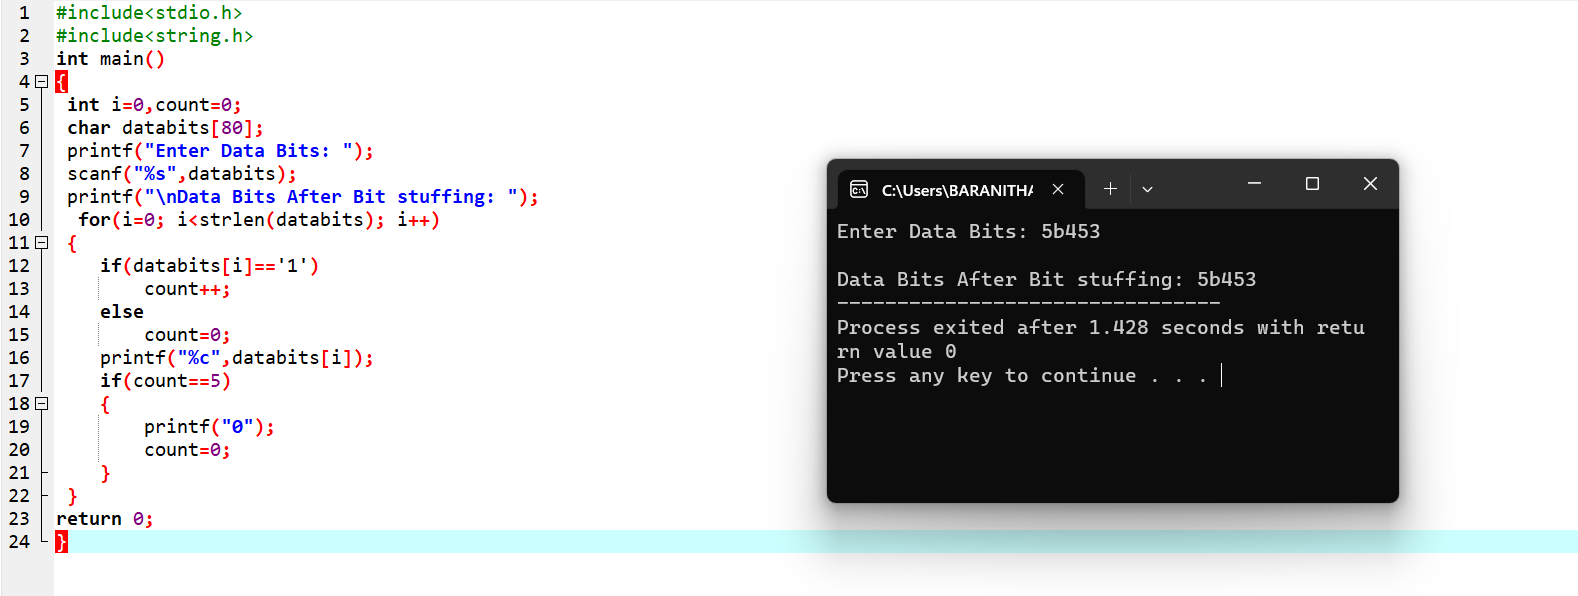 1 #include<stdio.h>
2 #include<string.h>
3 int main()
4 {
5 int i=0,count=0;
6 char databits[80];
7 printf("Enter Data Bits: ");
8 scanf("%s",databits);
9 printf("\nData Bits After Bit stuffing: ");
10 for(i=0; i<strlen(databits); i++)
11 {
12 if(databits[i]=='1')
13 count++;
14 else
15 count=0;
16 printf("%c",databits[i]);
17 if(count==5)
18 {
19 printf("0");
20 count=0;
21 }
22 }
23 return 0;
24 }
C:\Users\BARANITHA
Enter Data Bits: 5b453
Data Bits After Bit stuffing: 5b453
--------------------------------
Process exited after 1.428 seconds with retu
rn value 0
Press any key to continue . . .